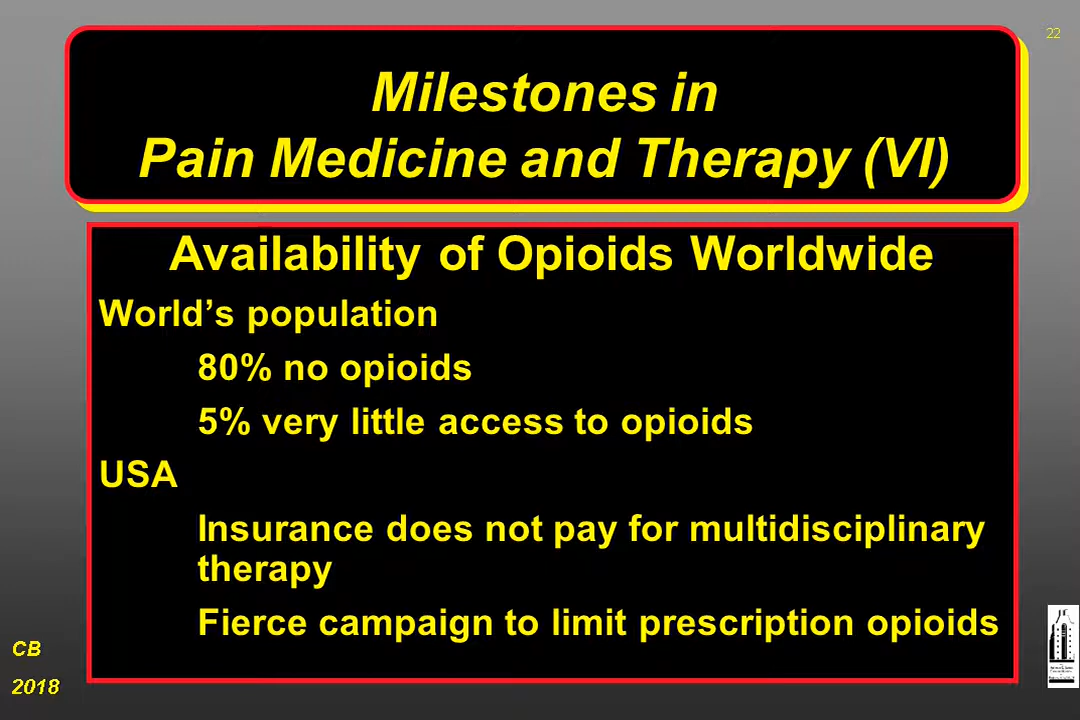 22
Milestones in
Pain Medicine and Therapy (VI)
Availability of Opioids Worldwide
World’s population
80% no opioids
5% very little access to opioids
USA
Insurance does not pay for multidisciplinary
therapy
Fierce campaign to limit prescription opioids
CB
2018